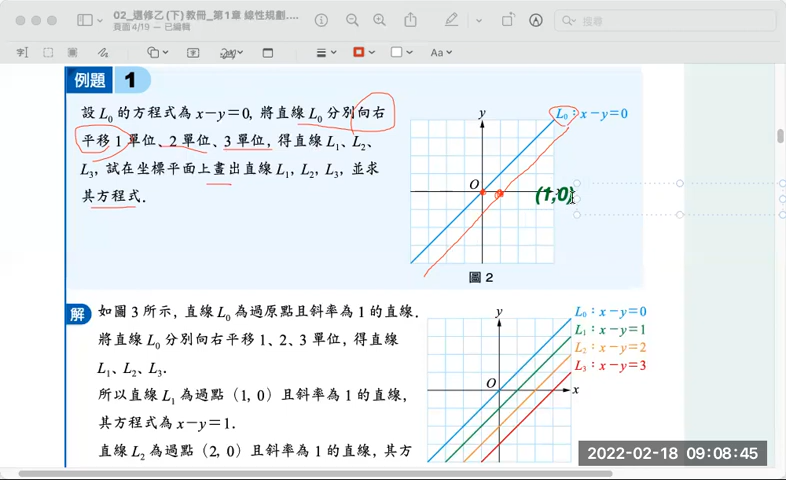 02_選修乙(下)教冊_第1章 線性規劃....
頁面 4/19 — 已編輯
搜尋
Aa
例題 1
設 L₀ 的方程式為 x−y=0, 將直線 L₀ 分別向右
平移 1 單位、2 單位、3 單位, 得直線 L₁、L₂、
L₃, 試在坐標平面上畫出直線 L₁, L₂, L₃, 並求
其方程式.
y
L₀:x−y=0
O
(1,0)
圖 2
解
如圖 3 所示, 直線 L₀ 為過原點且斜率為 1 的直線.
將直線 L₀ 分別向右平移 1、2、3 單位, 得直線
L₁、L₂、L₃.
所以直線 L₁ 為過點 (1, 0) 且斜率為 1 的直線,
其方程式為 x−y=1.
直線 L₂ 為過點 (2, 0) 且斜率為 1 的直線, 其方
y
L₀:x−y=0
L₁:x−y=1
L₂:x−y=2
L₃:x−y=3
O
x
2022-02-18 09:08:45